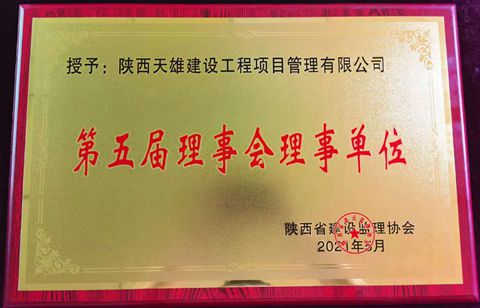 授予：陕西天雄建设工程项目管理有限公司
第五届理事会理事单位
陕西省建设监理协会
2021年5月